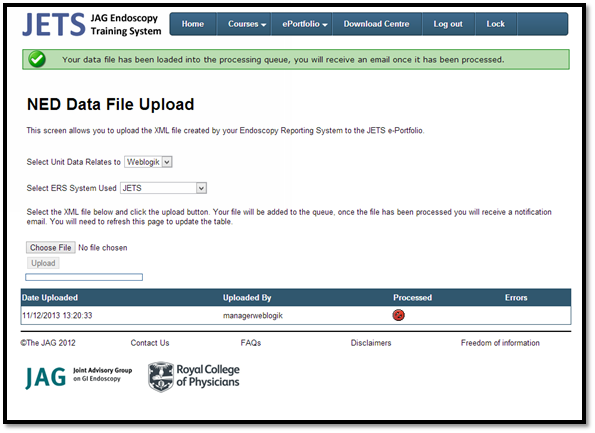 JETS JAG Endoscopy
Training System
Home Courses ePortfolio Download Centre Log out Lock
Your data file has been loaded into the processing queue, you will receive an email once it has been processed.
NED Data File Upload
This screen allows you to upload the XML file created by your Endoscopy Reporting System to the JETS e-Portfolio.
Select Unit Data Relates to Weblogik
Select ERS System Used JETS
Select the XML file below and click the upload button. Your file will be added to the queue, once the file has been processed you will receive a notification
email. You will need to refresh this page to update the table.
Choose File No file chosen
Upload
Date Uploaded Uploaded By Processed Errors
11/12/2013 13:20:33 managerweblogik
©The JAG 2012 Contact Us FAQs Disclaimers Freedom of information
JAG Joint Advisory Group
on GI Endoscopy
Royal College
of Physicians